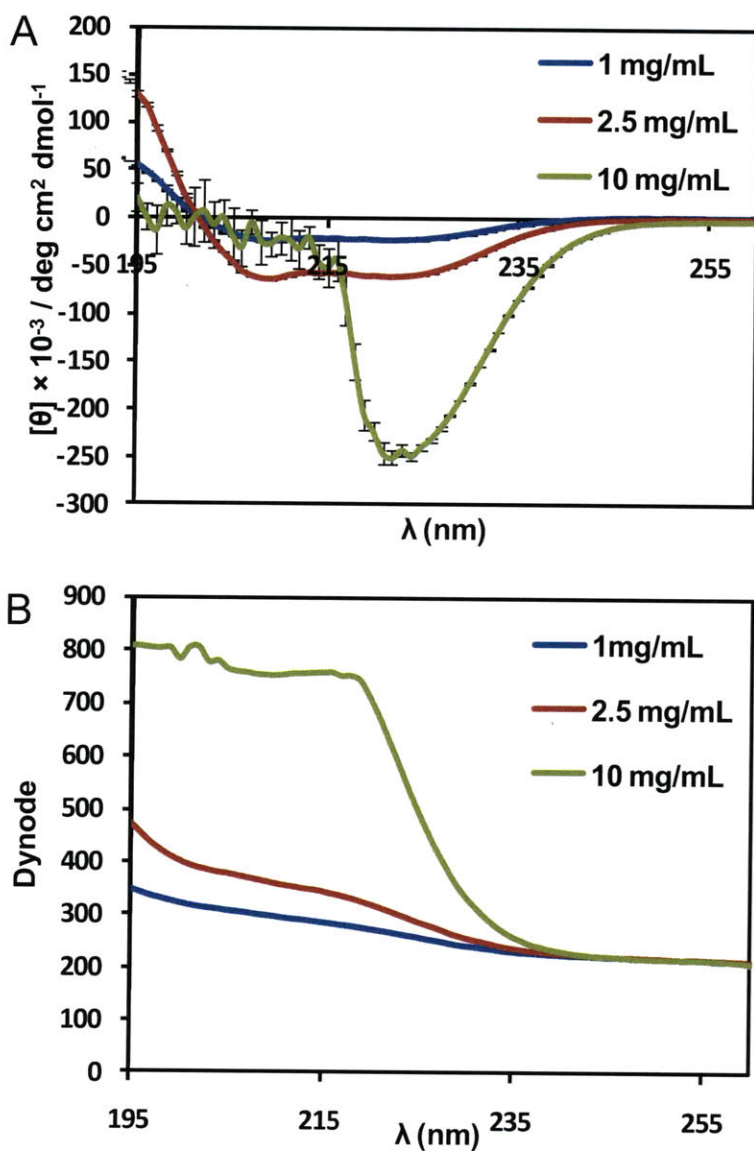 A
200
150
100
50
0
-50
-100
-150
-200
-250
-300
[θ] × 10⁻³ / deg cm² dmol⁻¹
195
215
235
255
λ (nm)
1 mg/mL
2.5 mg/mL
10 mg/mL
B
900
800
700
600
500
400
300
200
100
0
Dynode
195
215
235
255
λ (nm)
1mg/mL
2.5 mg/mL
10 mg/mL